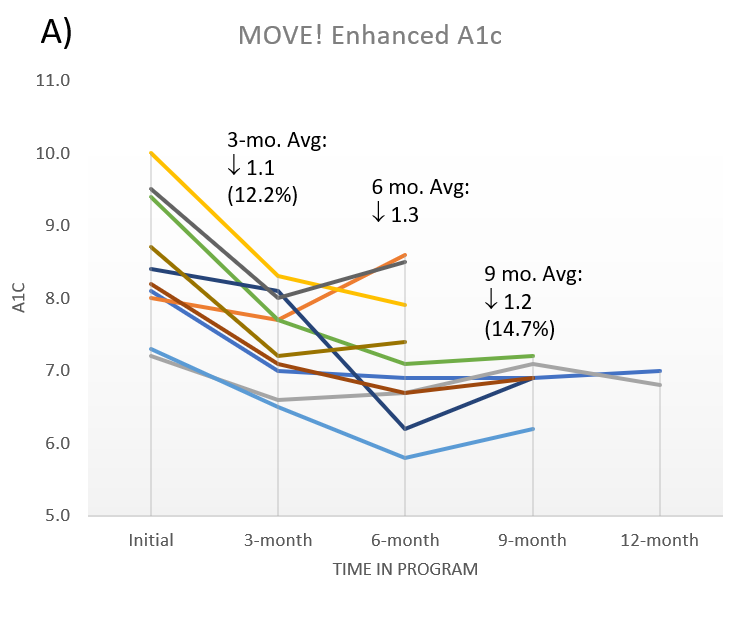 A)
MOVE! Enhanced A1c
11.0
10.0
9.0
8.0
7.0
6.0
5.0
A1C
3-mo. Avg:
↓ 1.1
(12.2%)
6 mo. Avg:
↓ 1.3
9 mo. Avg:
↓ 1.2
(14.7%)
Initial 3-month 6-month 9-month 12-month
TIME IN PROGRAM